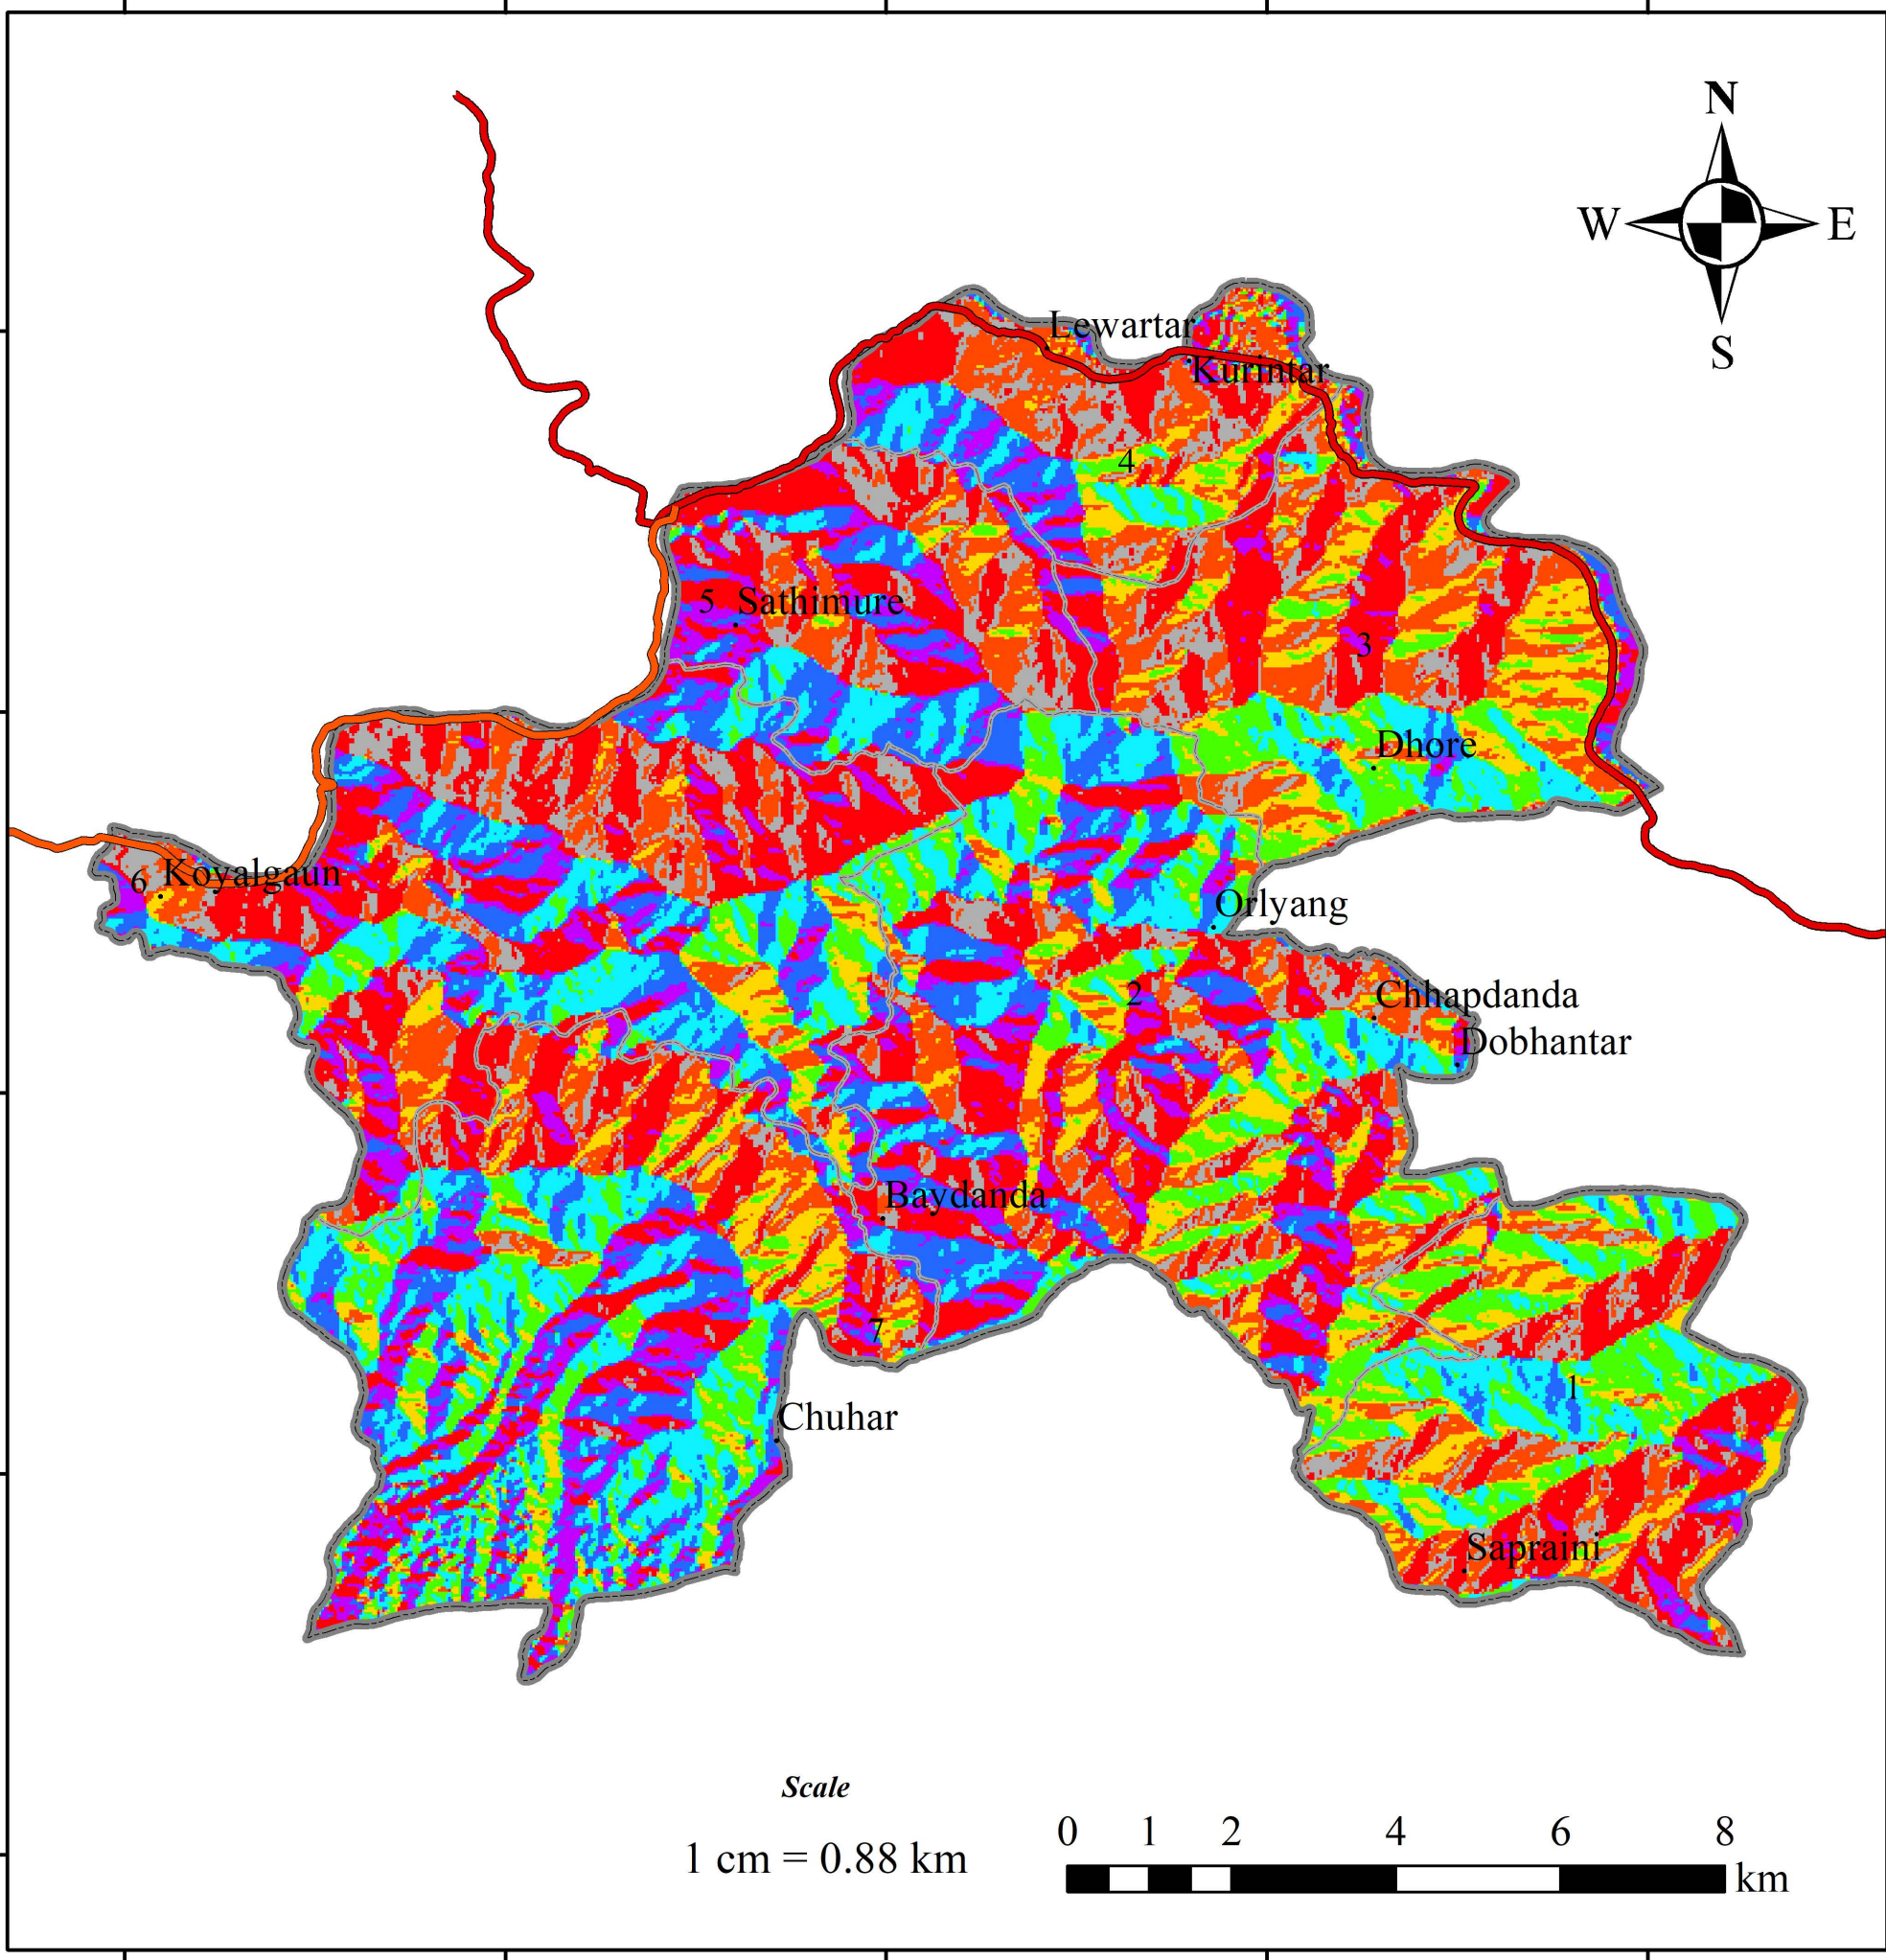 N
W
E
S
Lewartar
Kurintar
4
5
Sathimure
3
Dhore
6
Koyalgaun
Orlyang
2
Chhapdanda
Dobhantar
Baydanda
7
1
Chuhar
Sapraini
Scale
1 cm = 0.88 km
0 1 2 4 6 8
km